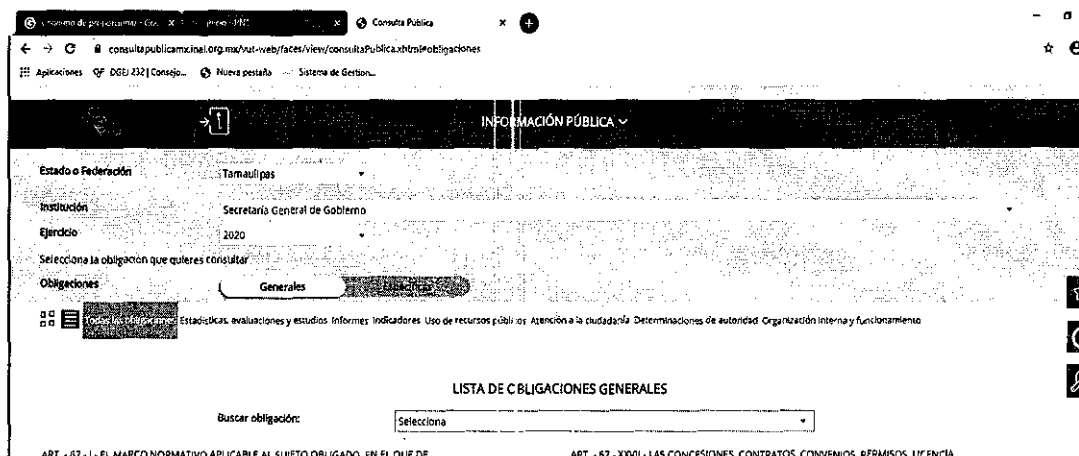 Consulta Pública
consultapublicamx.inai.org.mx/vut-web/faces/view/consultaPublica.xhtml#obligaciones
Aplicaciones DGEJ 232 | Consejo... Nueva pestaña Sistema de Gestion...
INFORMACIÓN PÚBLICA
Estado o Federación Tamaulipas
Institución Secretaría General de Gobierno
Ejercicio 2020
Selecciona la obligación que quieres consultar
Obligaciones Generales Específicas
Todas las obligaciones Estadísticas, evaluaciones y estudios Informes Indicadores Uso de recursos públicos Atención a la ciudadanía Determinaciones de autoridad Organización interna y funcionamiento
LISTA DE OBLIGACIONES GENERALES
Buscar obligación: Selecciona
ART. - 67 - I - EL MARCO NORMATIVO APLICABLE AL SUJETO OBLIGADO, EN EL QUE DE
ART. - 67 - XXVII - LAS CONCESIONES, CONTRATOS, CONVENIOS, PERMISOS, LICENCIA